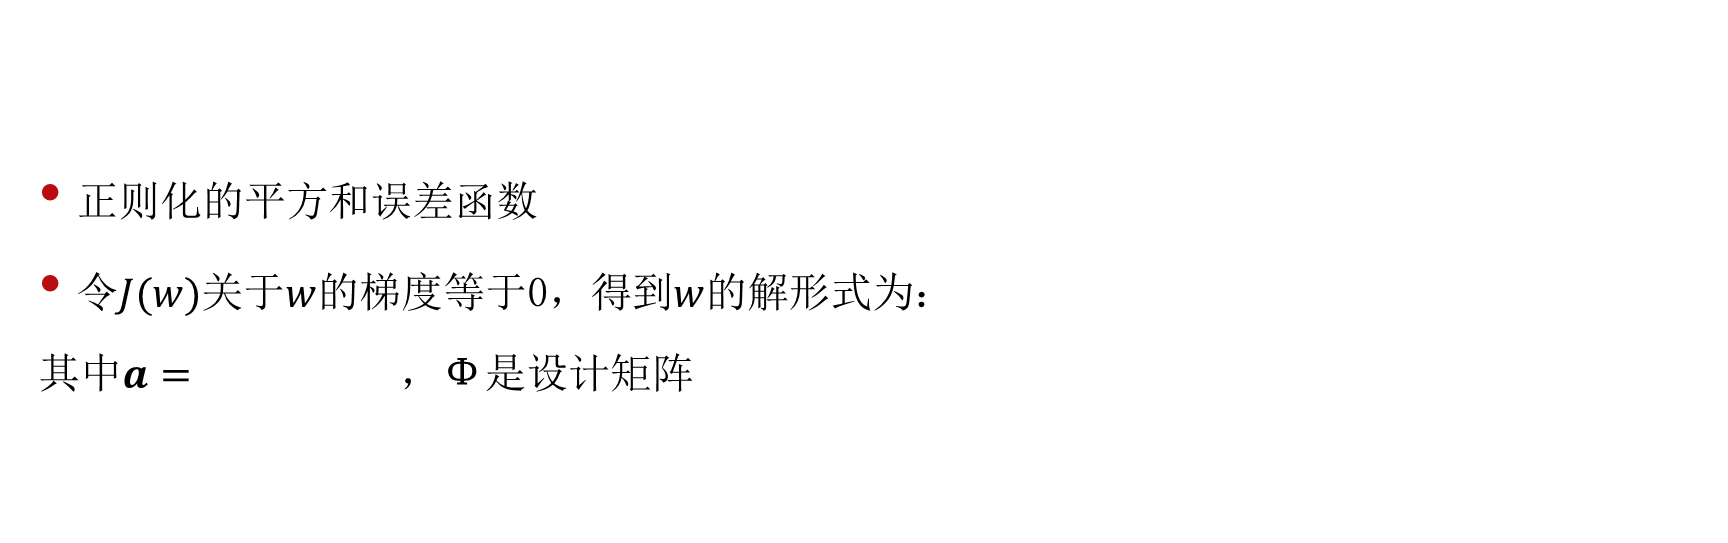 • 正则化的平方和误差函数
• 令J(w)关于w的梯度等于0，得到w的解形式为：
其中a = ，Φ是设计矩阵